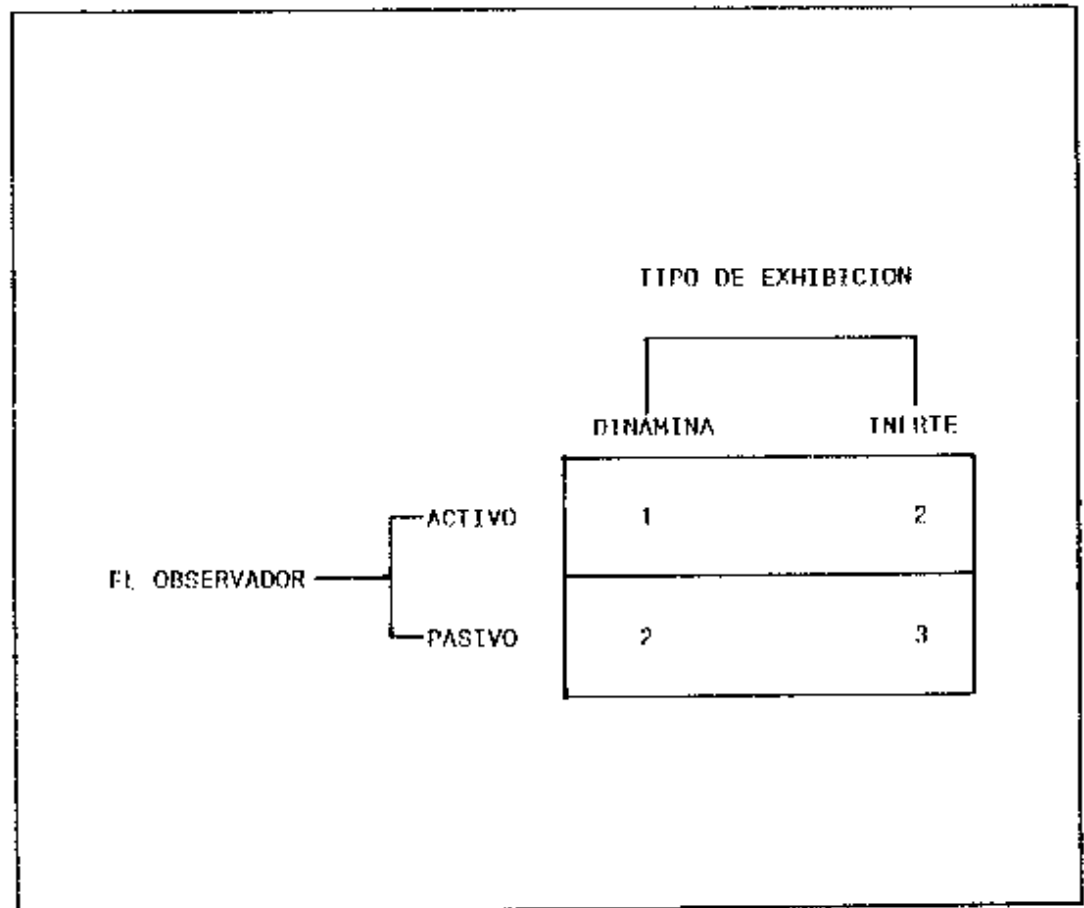 TIPO DE EXHIBICION
DINAMINA INERTE
ACTIVO 1 2
EL OBSERVADOR
PASIVO 2 3